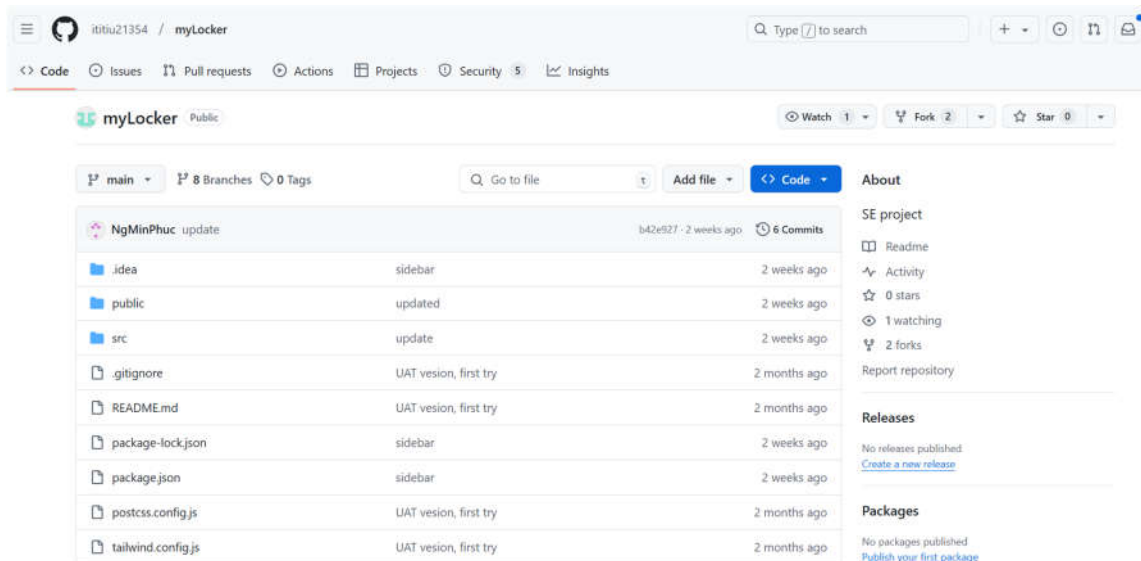 ititiu21354 / myLocker
Type / to search
Code Issues Pull requests Actions Projects Security 5 Insights
myLocker Public
Watch 1 Fork 2 Star 0
main 8 Branches 0 Tags Go to file t Add file Code
About
SE project
NgMinPhuc update b42e927 · 2 weeks ago 6 Commits
Readme
.idea sidebar 2 weeks ago
Activity
0 stars
public updated 2 weeks ago
1 watching
src update 2 weeks ago
2 forks
.gitignore UAT vesion, first try 2 months ago
Report repository
README.md UAT vesion, first try 2 months ago
Releases
package-lock.json sidebar 2 weeks ago
No releases published
Create a new release
package.json sidebar 2 weeks ago
postcss.config.js UAT vesion, first try 2 months ago
Packages
tailwind.config.js UAT vesion, first try 2 months ago
No packages published
Publish your first package